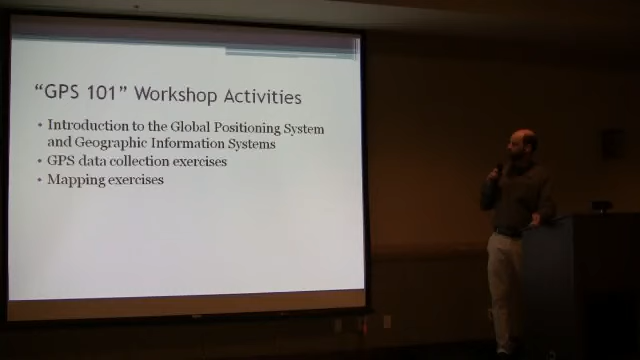 “GPS 101” Workshop Activities
• Introduction to the Global Positioning System
and Geographic Information Systems
• GPS data collection exercises
• Mapping exercises